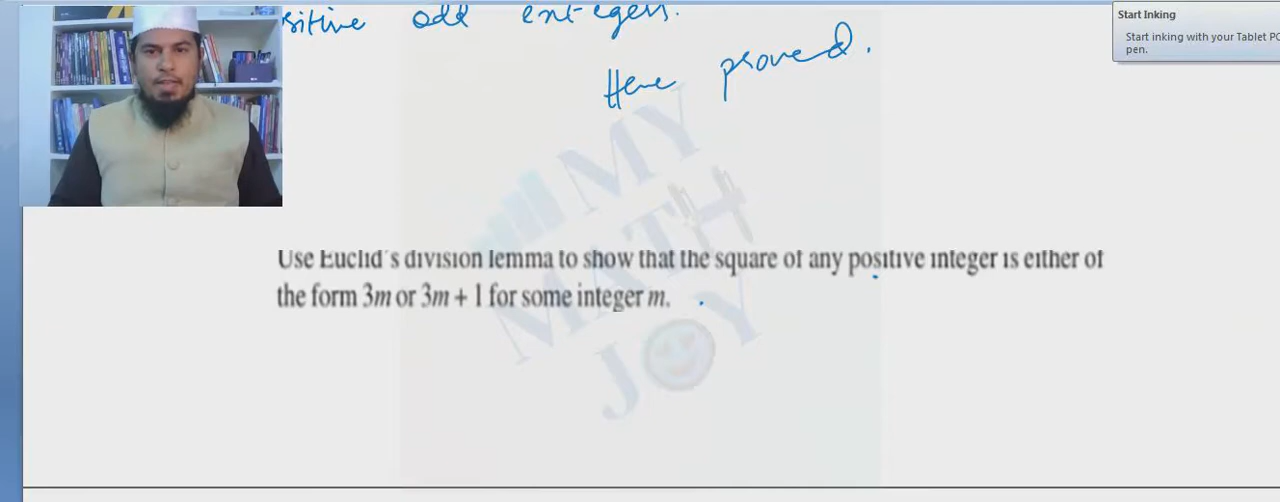 sitive odd integers.
Hence proved.
Start Inking
Start inking with your Tablet PC
pen.
MY
MATH
JOY
Use Euclid's division lemma to show that the square of any positive integer is either of
the form 3m or 3m + 1 for some integer m.